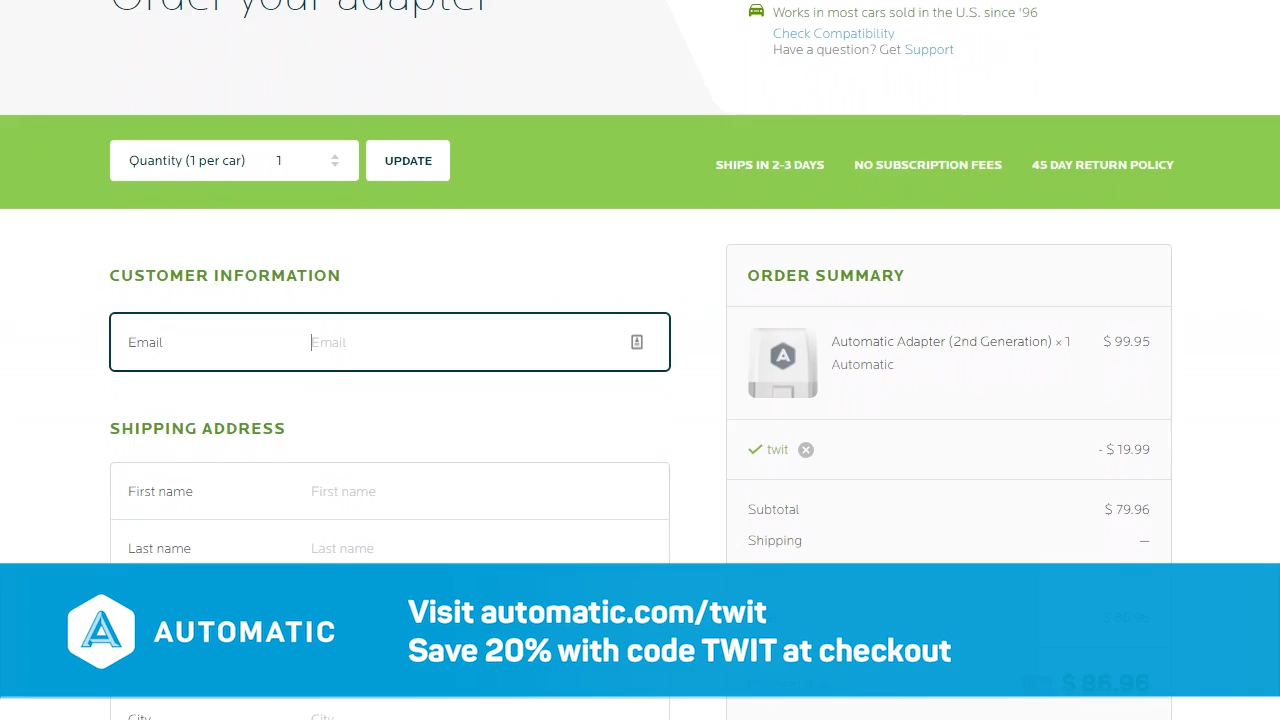 Order your adapter
Works in most cars sold in the U.S. since '96
Check Compatibility
Have a question? Get Support
Quantity (1 per car) 1
UPDATE
SHIPS IN 2-3 DAYS
NO SUBSCRIPTION FEES
45 DAY RETURN POLICY
CUSTOMER INFORMATION
Email Email
SHIPPING ADDRESS
First name First name
Last name Last name
City City
ORDER SUMMARY
Automatic Adapter (2nd Generation) × 1 $ 99.95
Automatic
twit - $ 19.99
Subtotal $ 79.96
Shipping —
$ 86.96
AUTOMATIC
Visit automatic.com/twit
Save 20% with code TWIT at checkout